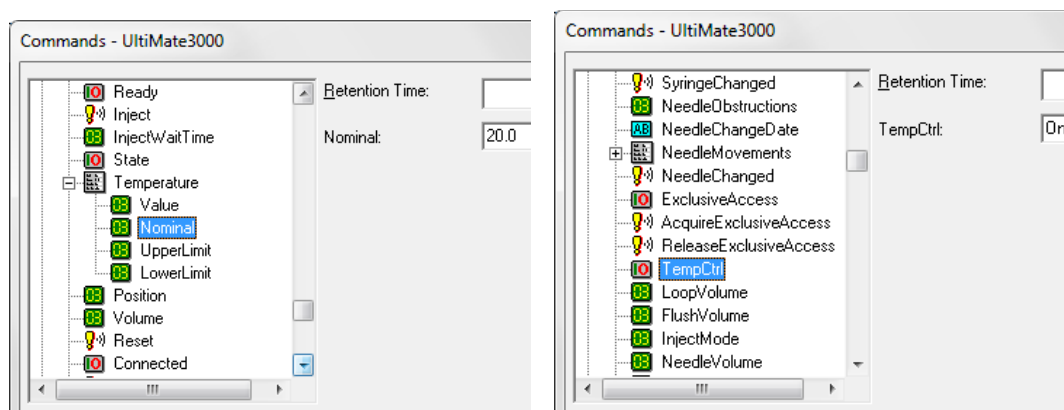 Commands - UltiMate3000
Ready
Inject
InjectWaitTime
State
Temperature
Value
Nominal
UpperLimit
LowerLimit
Position
Volume
Reset
Connected
Retention Time:
Nominal: 20.0
Commands - UltiMate3000
SyringeChanged
NeedleObstructions
NeedleChangeDate
NeedleMovements
NeedleChanged
ExclusiveAccess
AcquireExclusiveAccess
ReleaseExclusiveAccess
TempCtrl
LoopVolume
FlushVolume
InjectMode
NeedleVolume
Retention Time:
TempCtrl: On